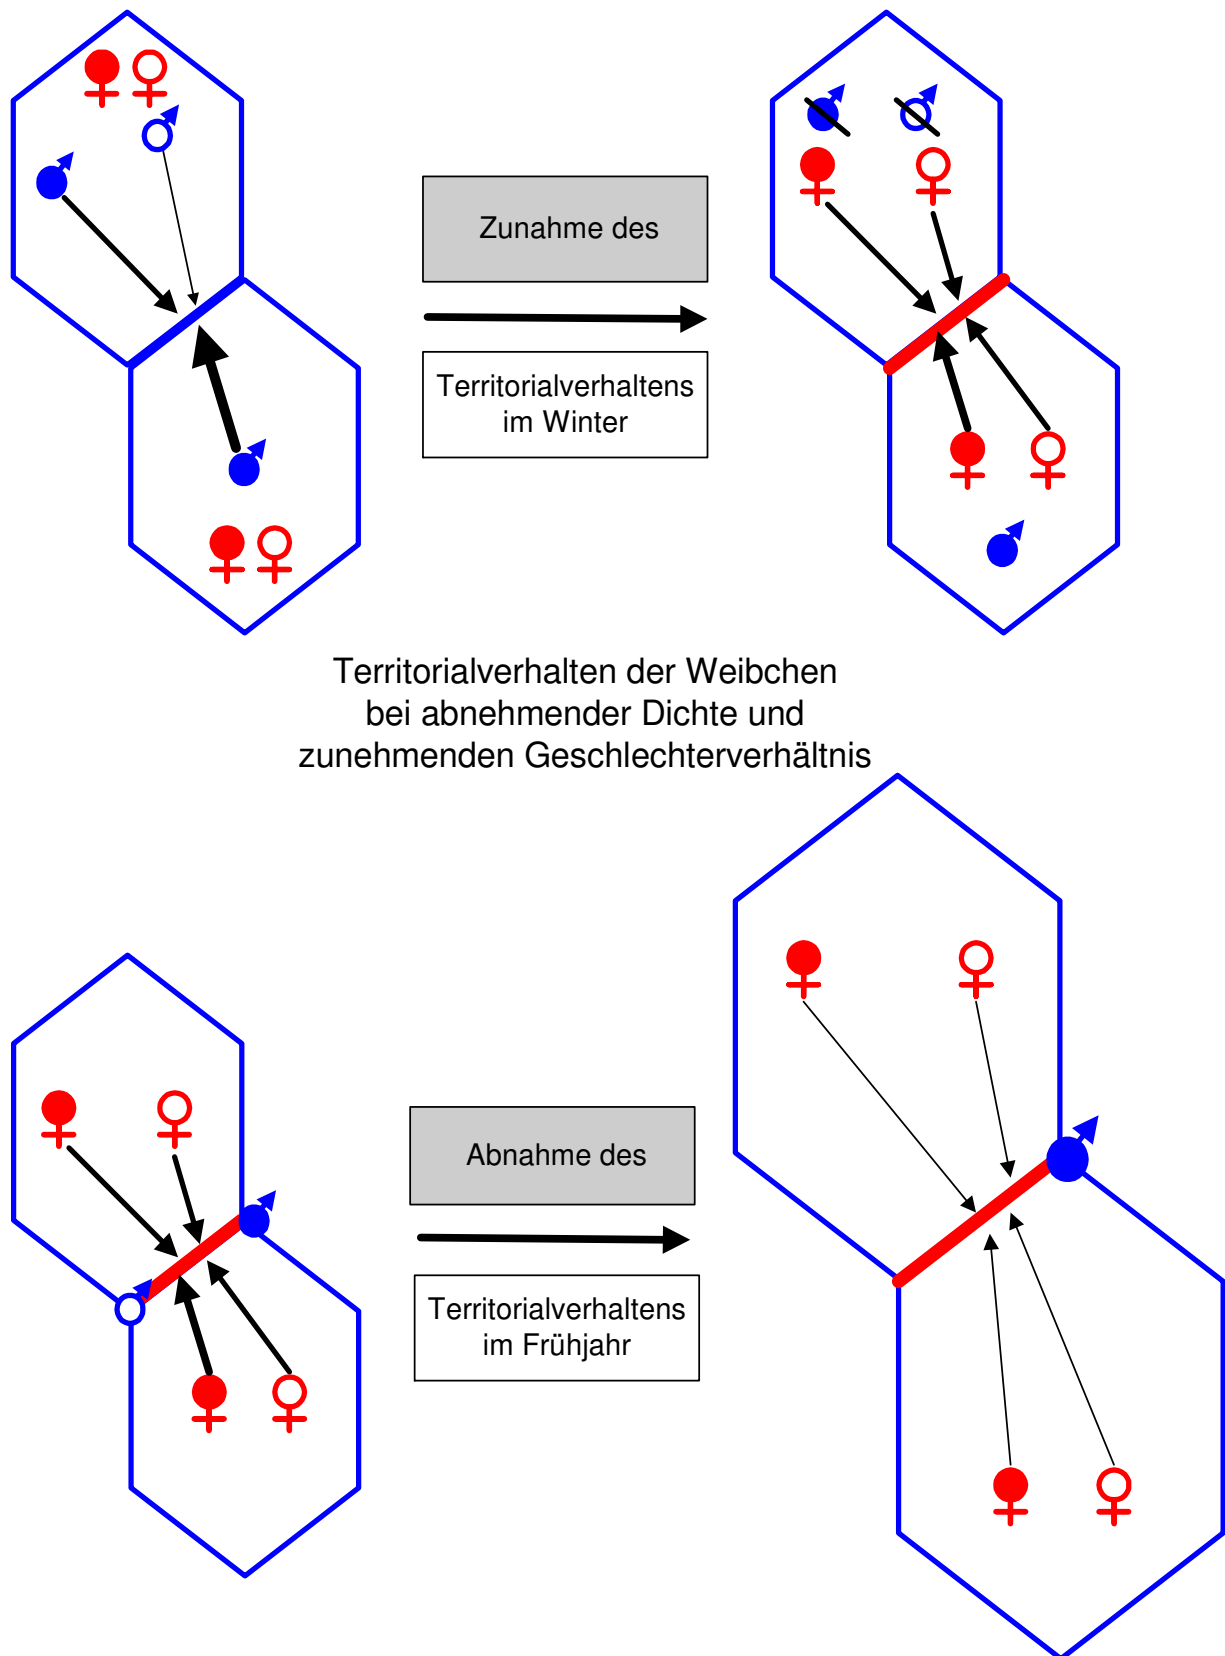 Zunahme des
Territorialverhaltens
im Winter
Territorialverhalten der Weibchen
bei abnehmender Dichte und
zunehmenden Geschlechterverhältnis
Abnahme des
Territorialverhaltens
im Frühjahr